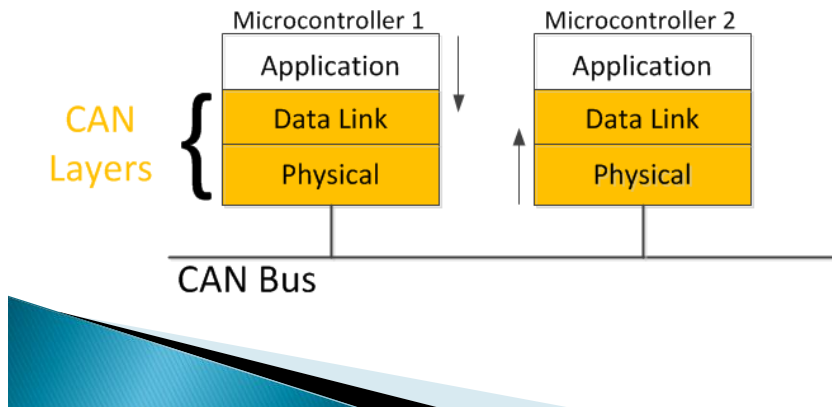 Microcontroller 1
Microcontroller 2
Application
Application
CAN
Layers
{
Data Link
Data Link
Physical
Physical
CAN Bus